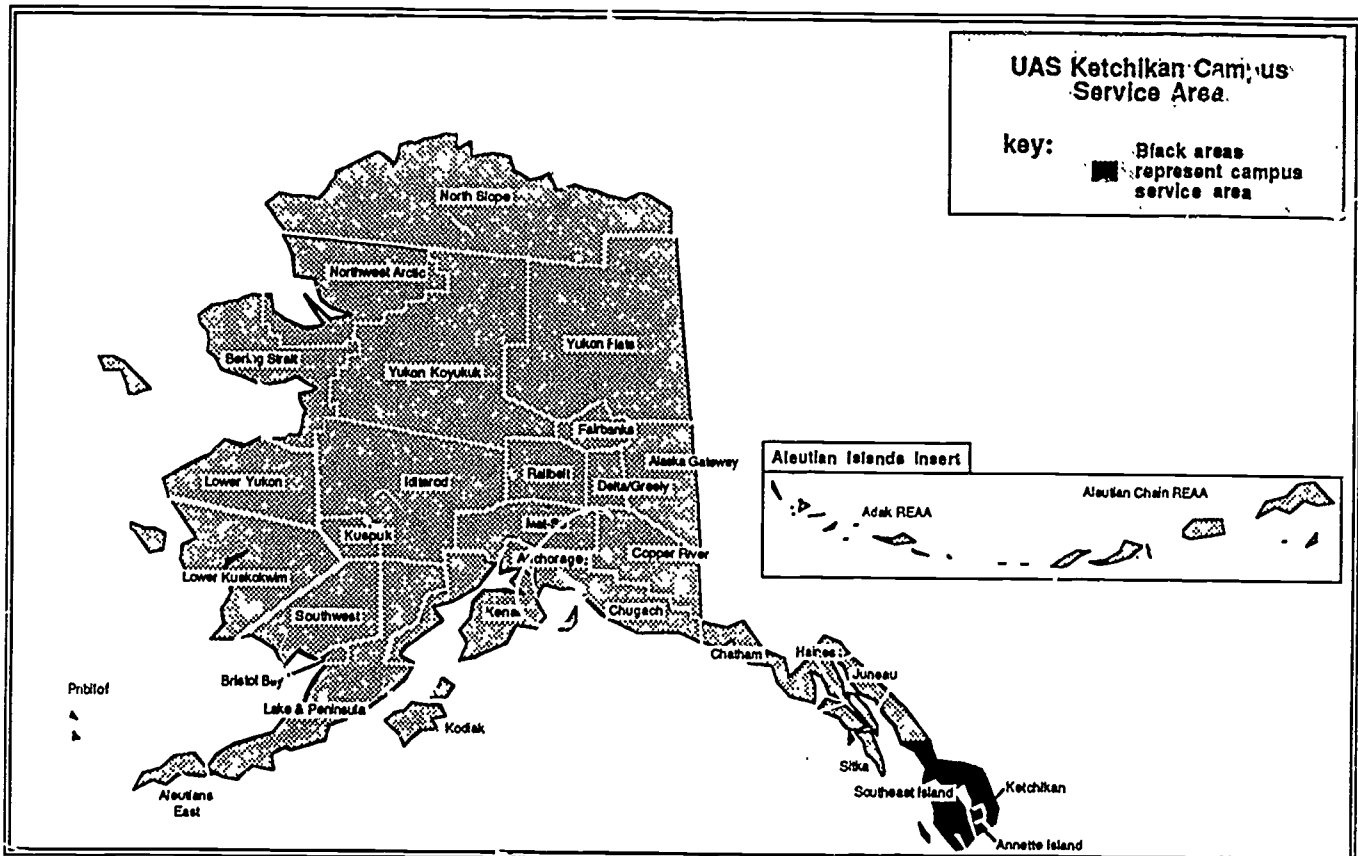 UAS Ketchikan Campus
Service Area
key:
Black areas
represent campus
service area
North Slope
Northwest Arctic
Bering Strait
Yukon Koyukuk
Yukon Flats
Fairbanks
Alaska Gateway
Railbelt
Delta/Greely
Lower Yukon
Iditarod
Kuspuk
Mat-Su
Copper River
Anchorage
Lower Kuskokwim
Southwest
Kenai
Chugach
Aleutian Islands Insert
Adak REAA
Aleutian Chain REAA
Chatham
Haines
Juneau
Bristol Bay
Pribilof
Lake & Peninsula
Kodiak
Sitka
Southeast Island
Ketchikan
Aleutians
East
Annette Island